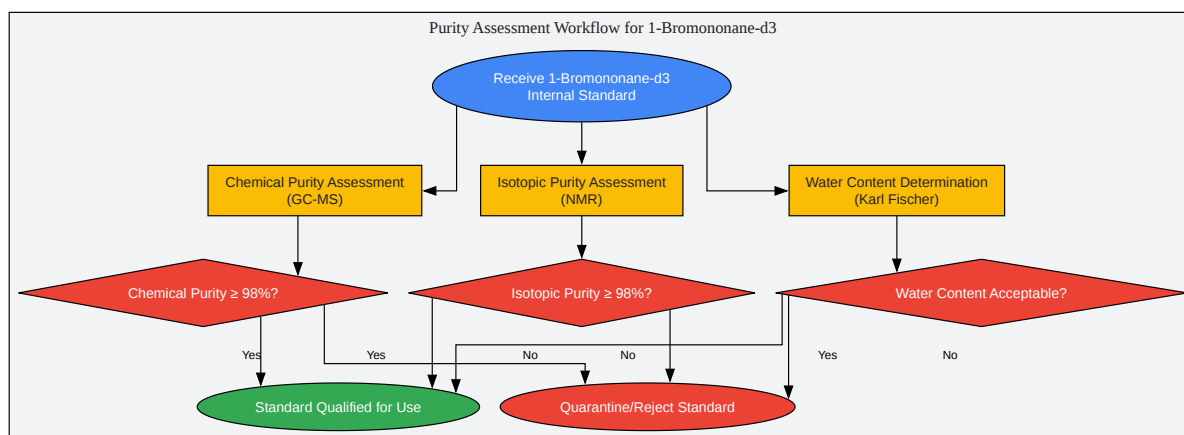 Purity Assessment Workflow for 1-Bromononane-d3
Receive 1-Bromononane-d3
Internal Standard
Chemical Purity Assessment
(GC-MS)
Isotopic Purity Assessment
(NMR)
Water Content Determination
(Karl Fischer)
Chemical Purity ≥ 98%?
Isotopic Purity ≥ 98%?
Water Content Acceptable?
Yes
Yes
No
No
Yes
No
Standard Qualified for Use
Quarantine/Reject Standard